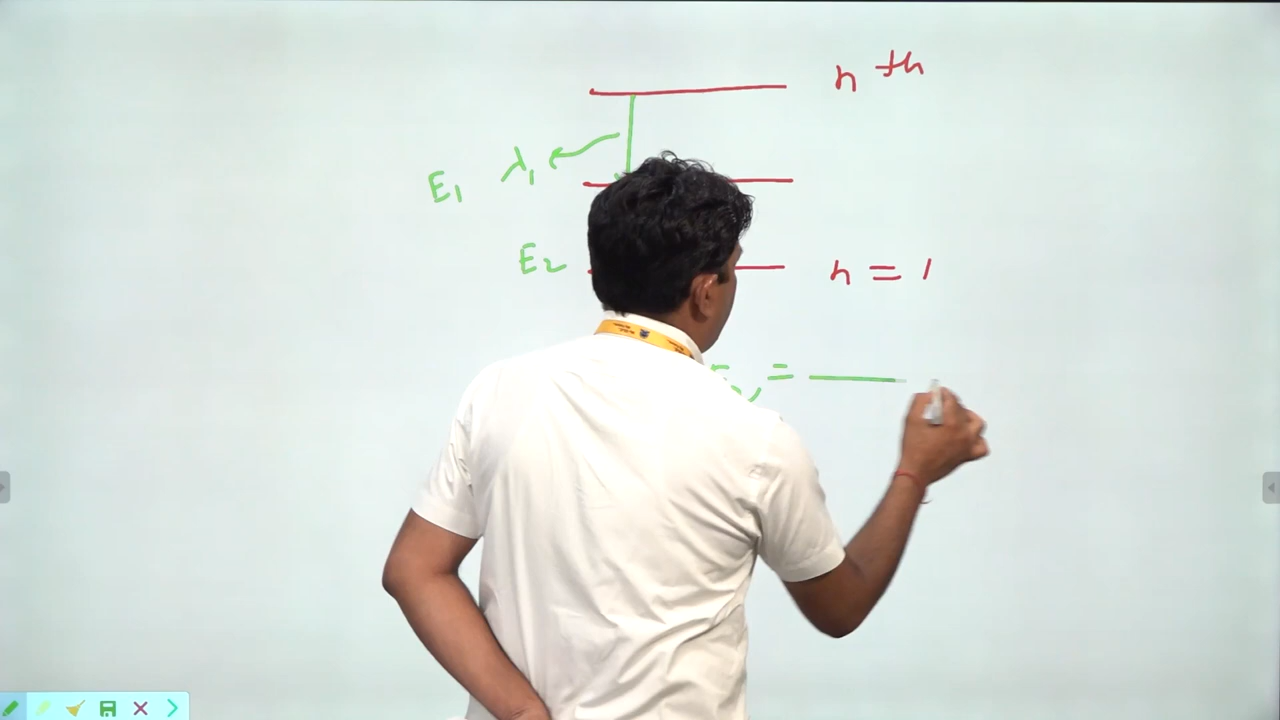 n th
E1 λ1
E2 n = 1
=